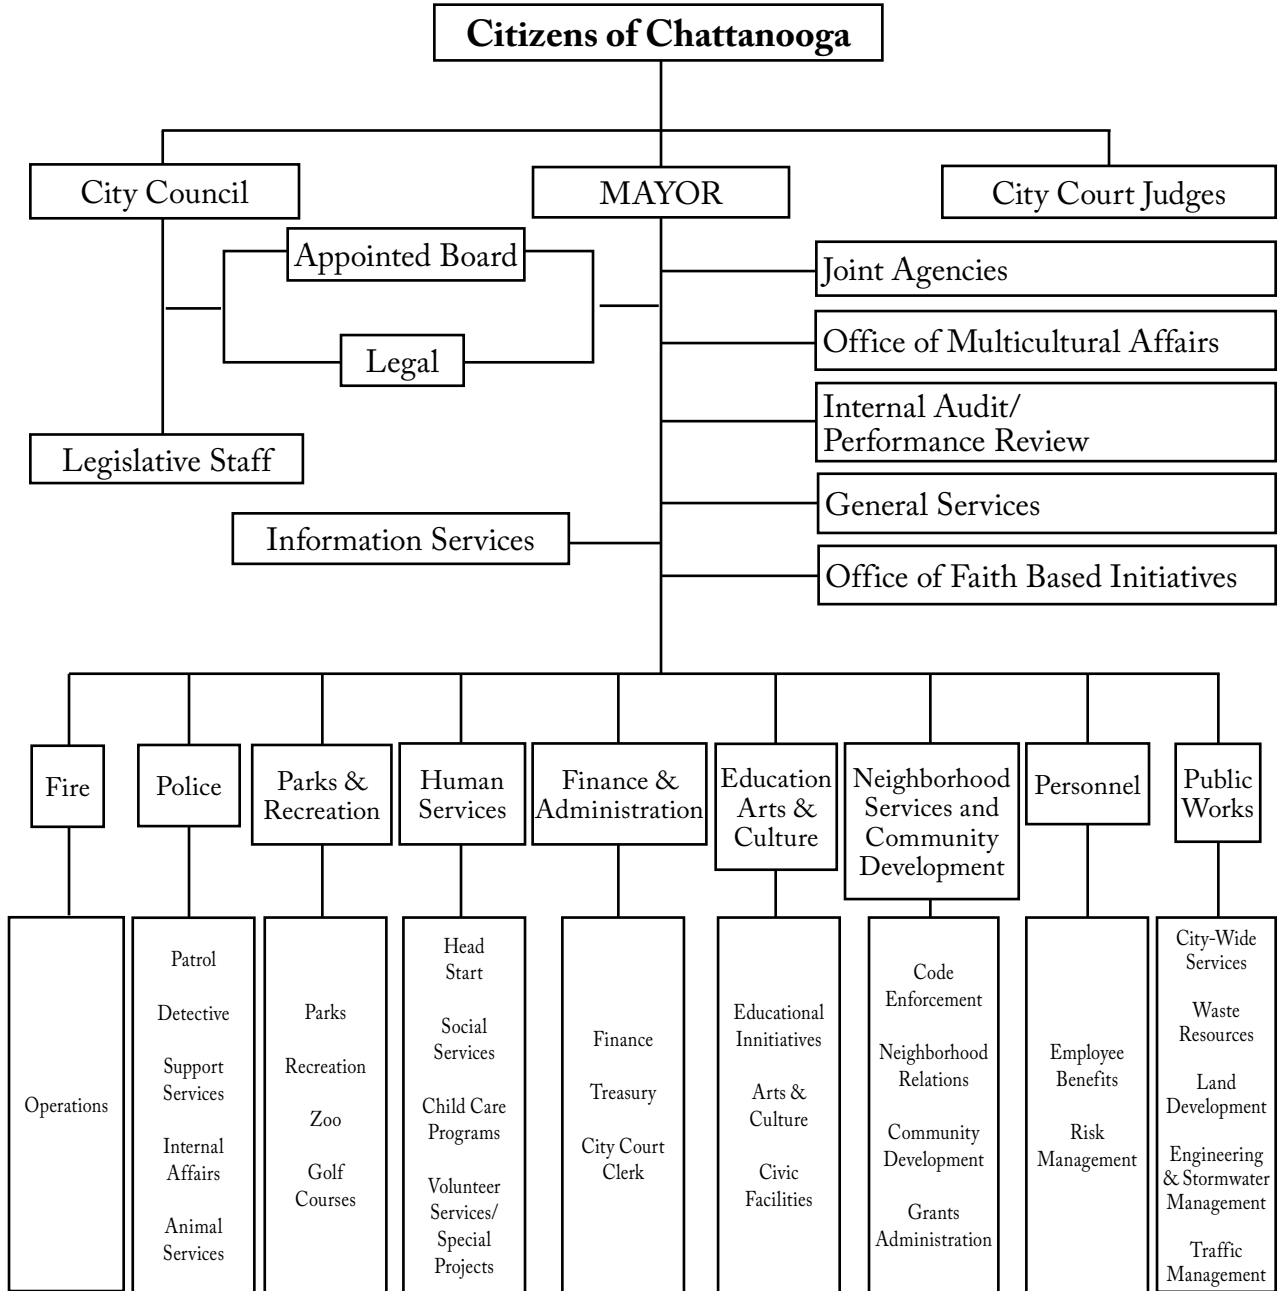 Citizens of Chattanooga
City Council
MAYOR
City Court Judges
Appointed Board
Legal
Legislative Staff
Information Services
Joint Agencies
Office of Multicultural Affairs
Internal Audit/
Performance Review
General Services
Office of Faith Based Initiatives
Fire
Police
Parks &
Recreation
Human
Services
Finance &
Administration
Education
Arts &
Culture
Neighborhood
Services and
Community
Development
Personnel
Public
Works
Operations
Patrol
Detective
Support
Services
Internal
Affairs
Animal
Services
Parks
Recreation
Zoo
Golf
Courses
Head
Start
Social
Services
Child Care
Programs
Volunteer
Services/
Special
Projects
Finance
Treasury
City Court
Clerk
Educational
Innitiatives
Arts &
Culture
Civic
Facilities
Code
Enforcement
Neighborhood
Relations
Community
Development
Grants
Administration
Employee
Benefits
Risk
Management
City-Wide
Services
Waste
Resources
Land
Development
Engineering
& Stormwater
Management
Traffic
Management